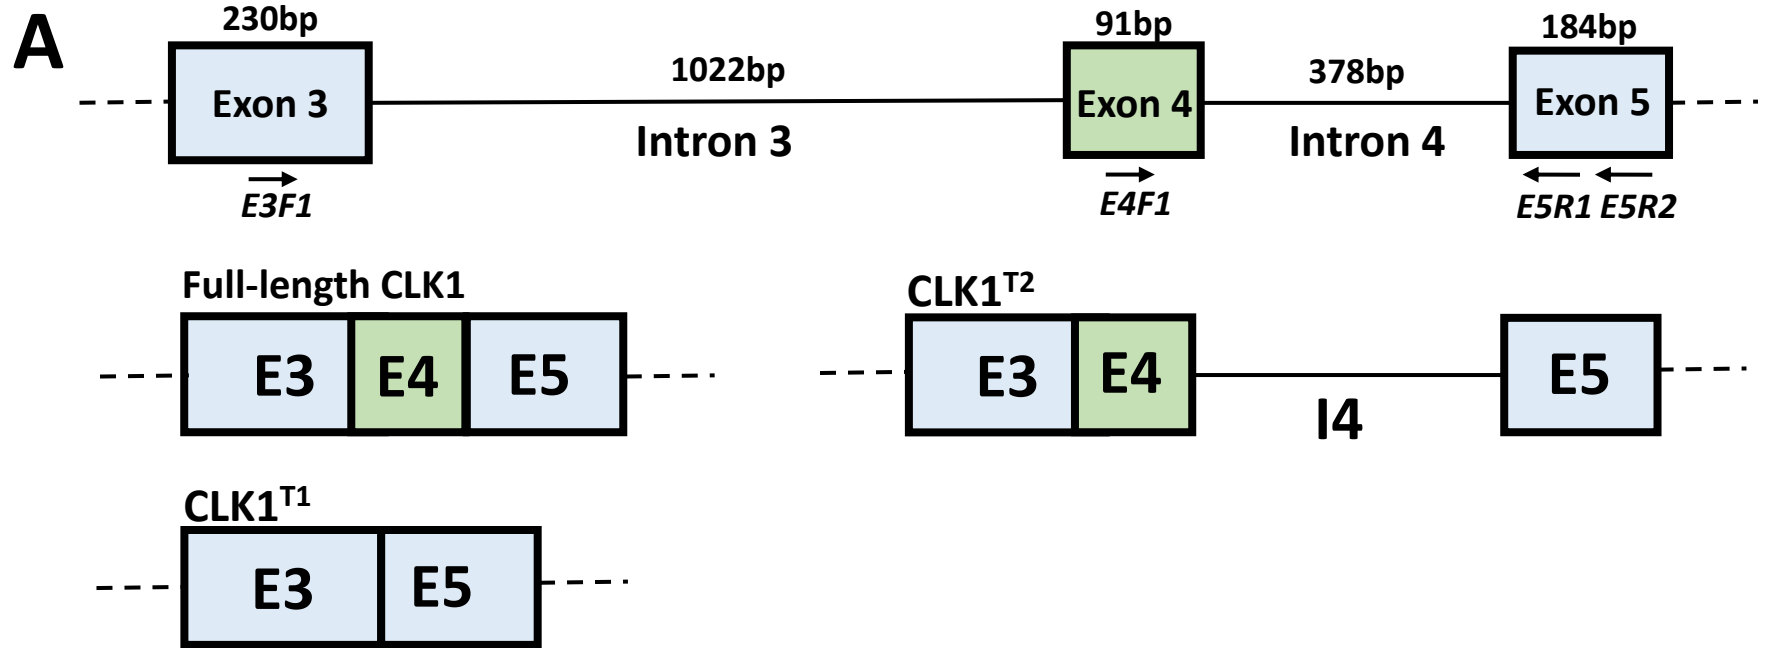 A
230bp
1022bp
91bp
378bp
184bp
Exon 3
Exon 4
Exon 5
Intron 3
Intron 4
E3F1
E4F1
E5R1 E5R2
Full-length CLK1
E3 E4 E5
CLK1ᵀ²
E3 E4 I4 E5
CLK1ᵀ¹
E3 E5